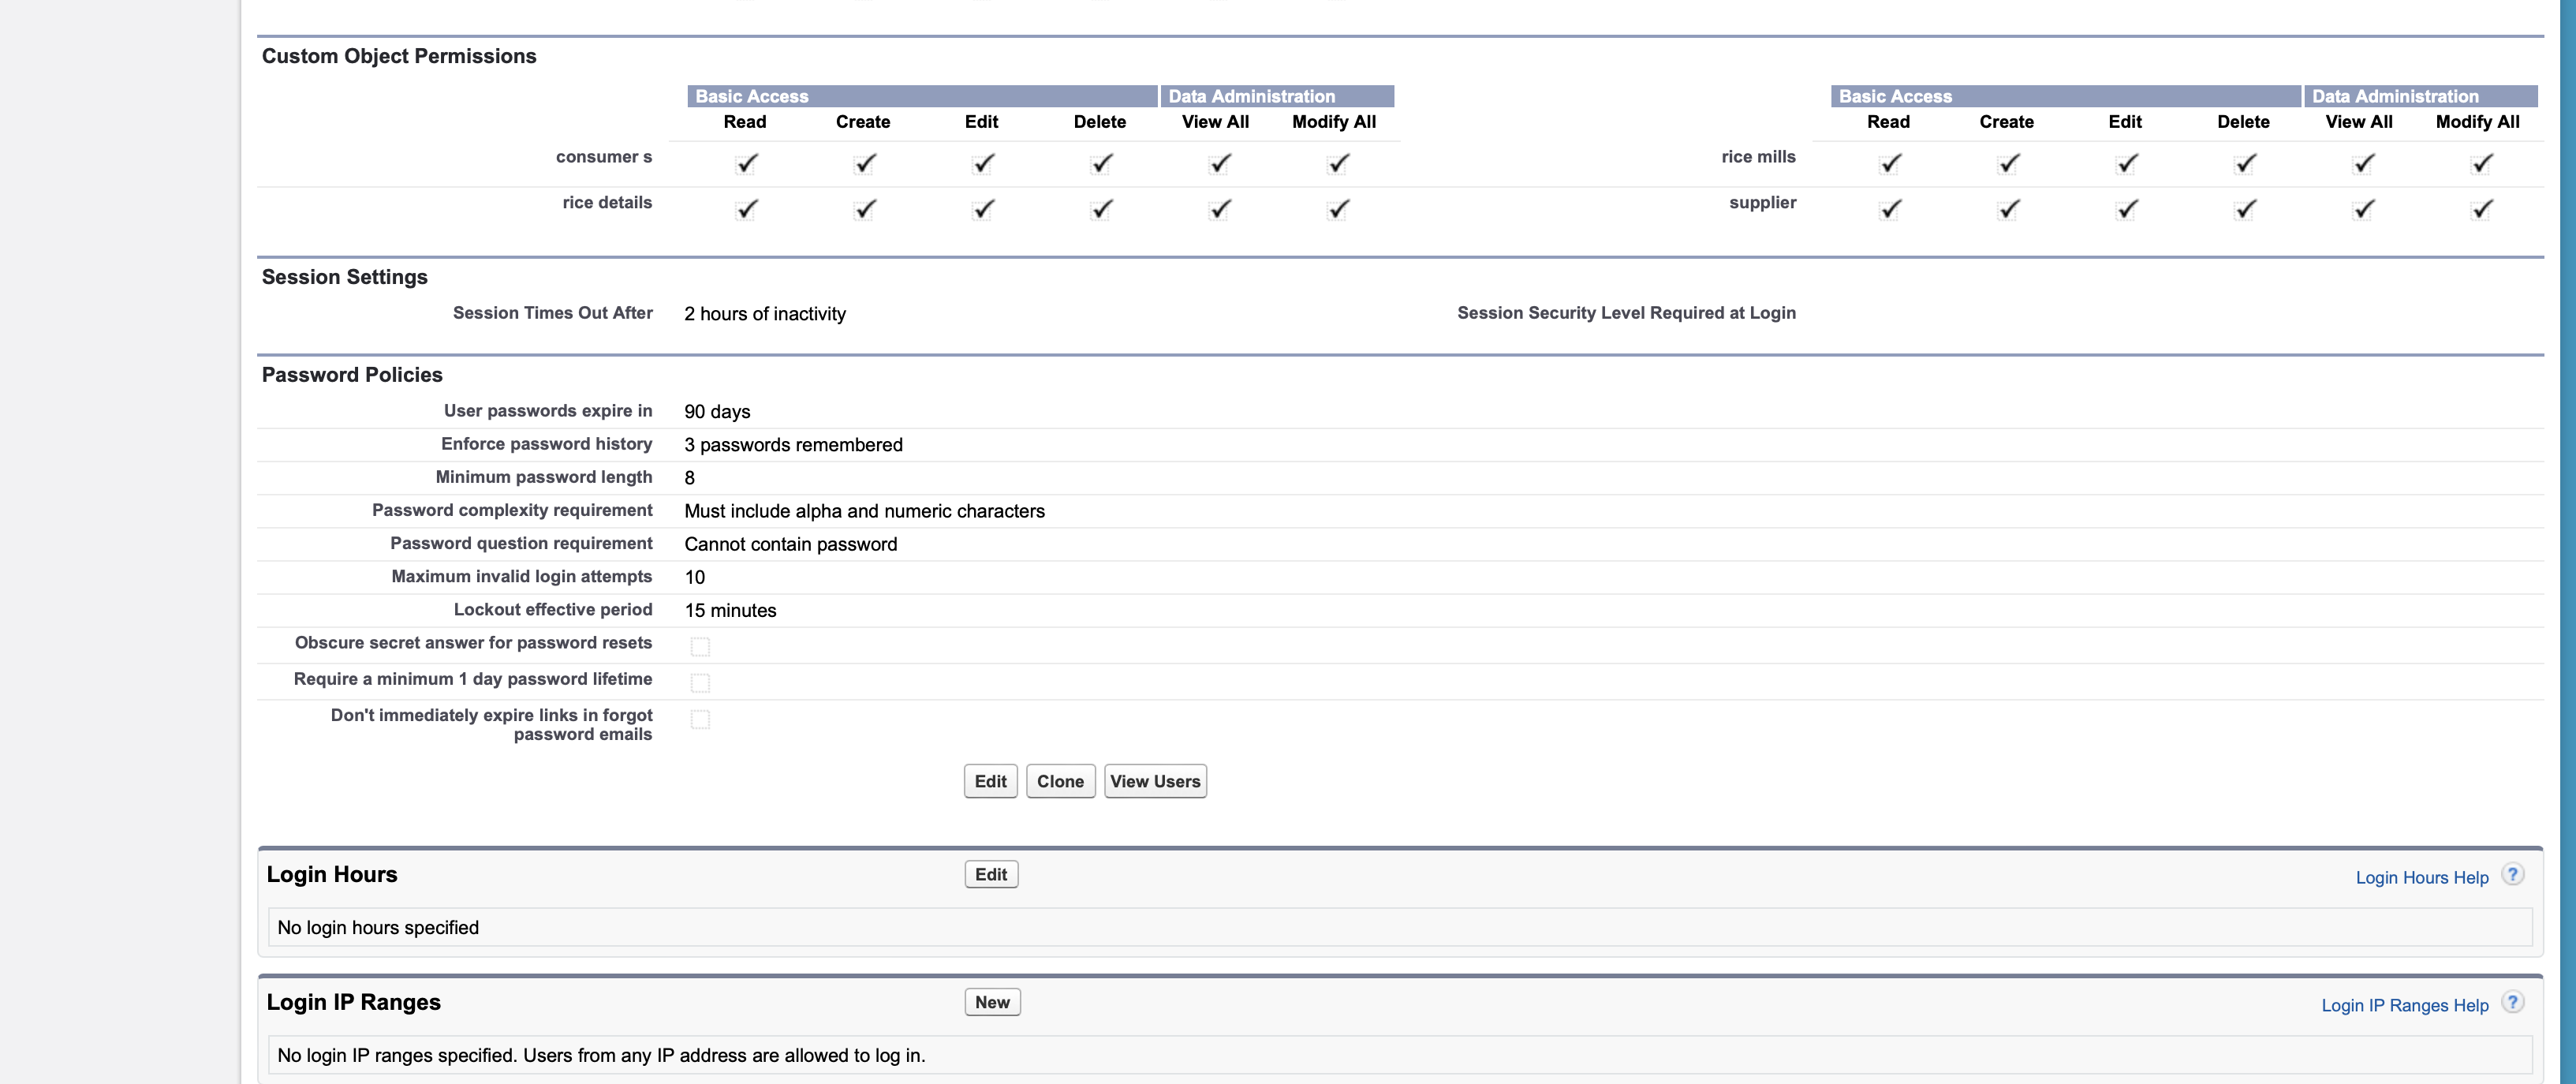 Custom Object Permissions
Basic Access Data Administration Basic Access Data Administration
Read Create Edit Delete View All Modify All Read Create Edit Delete View All Modify All
consumer s rice mills
rice details supplier
Session Settings
Session Times Out After 2 hours of inactivity Session Security Level Required at Login
Password Policies
User passwords expire in 90 days
Enforce password history 3 passwords remembered
Minimum password length 8
Password complexity requirement Must include alpha and numeric characters
Password question requirement Cannot contain password
Maximum invalid login attempts 10
Lockout effective period 15 minutes
Obscure secret answer for password resets
Require a minimum 1 day password lifetime
Don't immediately expire links in forgot
password emails
Edit Clone View Users
Login Hours Edit Login Hours Help ?
No login hours specified
Login IP Ranges New Login IP Ranges Help ?
No login IP ranges specified. Users from any IP address are allowed to log in.